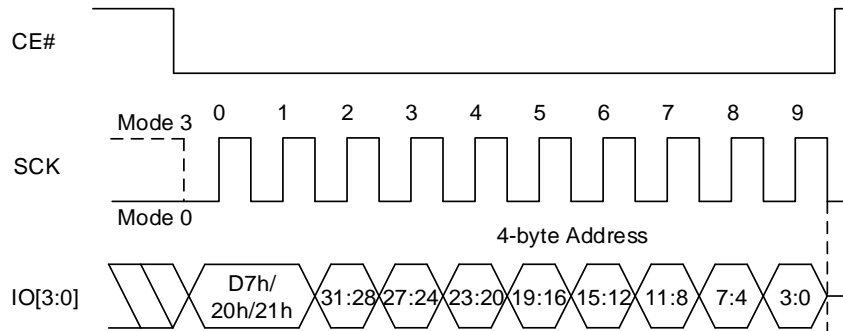 CE#
0 1 2 3 4 5 6 7 8 9
Mode 3
SCK
Mode 0
4-byte Address
IO[3:0]
D7h/
20h/21h
31:28 27:24 23:20 19:16 15:12 11:8 7:4 3:0